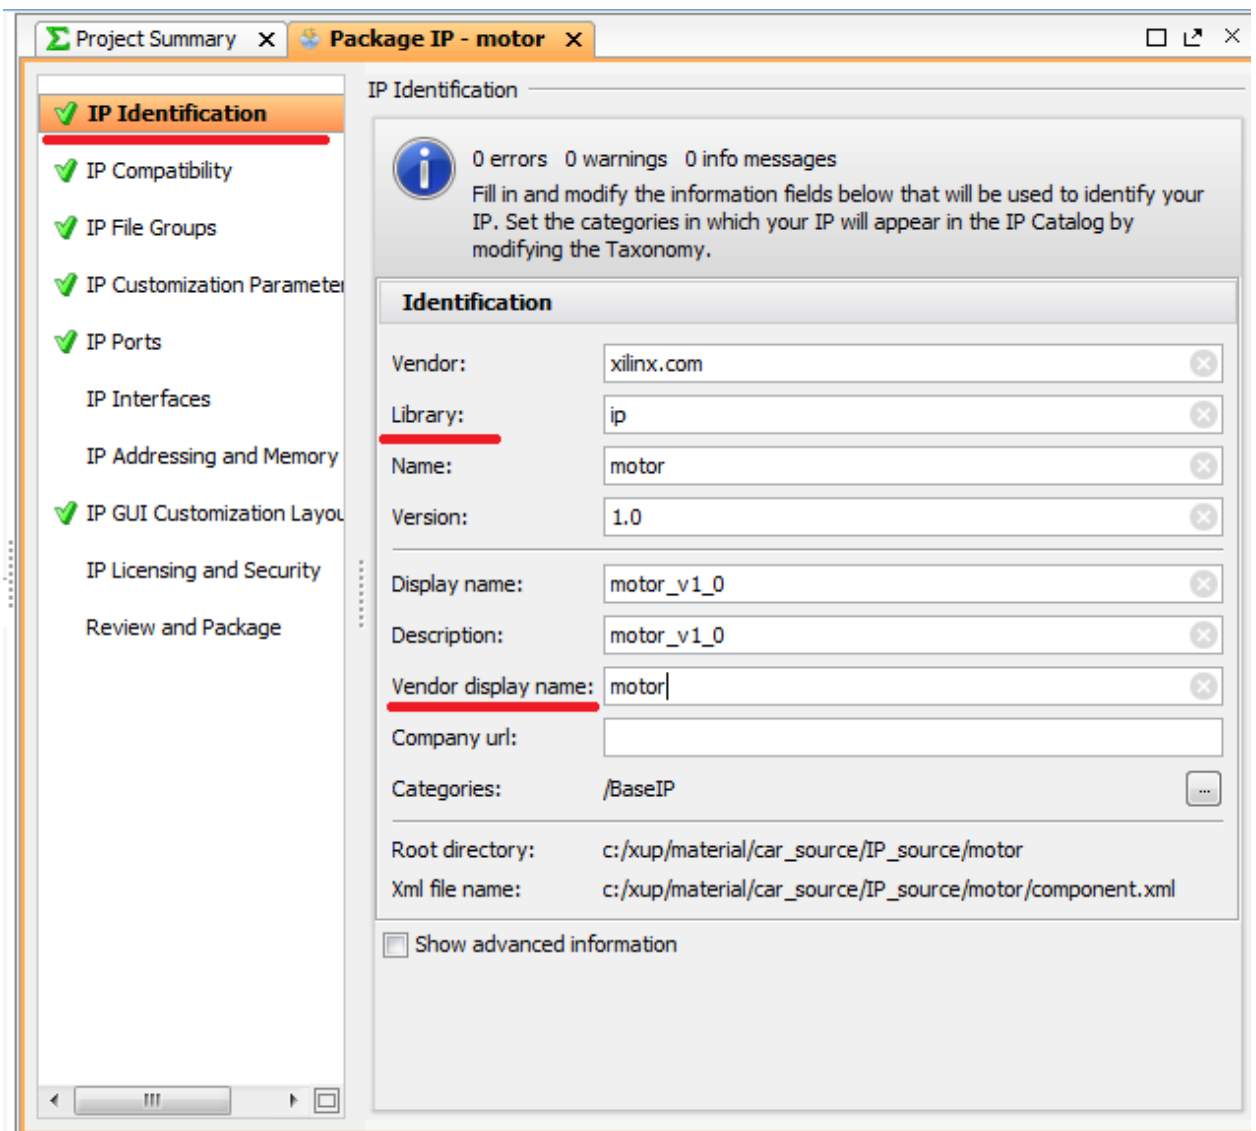 Project Summary
Package IP - motor
IP Identification
IP Compatibility
IP File Groups
IP Customization Parameter
IP Ports
IP Interfaces
IP Addressing and Memory
IP GUI Customization Layou
IP Licensing and Security
Review and Package
IP Identification
0 errors 0 warnings 0 info messages
Fill in and modify the information fields below that will be used to identify your
IP. Set the categories in which your IP will appear in the IP Catalog by
modifying the Taxonomy.
Identification
Vendor: xilinx.com
Library: ip
Name: motor
Version: 1.0
Display name: motor_v1_0
Description: motor_v1_0
Vendor display name: motor
Company url:
Categories: /BaseIP ...
Root directory: c:/xup/material/car_source/IP_source/motor
Xml file name: c:/xup/material/car_source/IP_source/motor/component.xml
Show advanced information